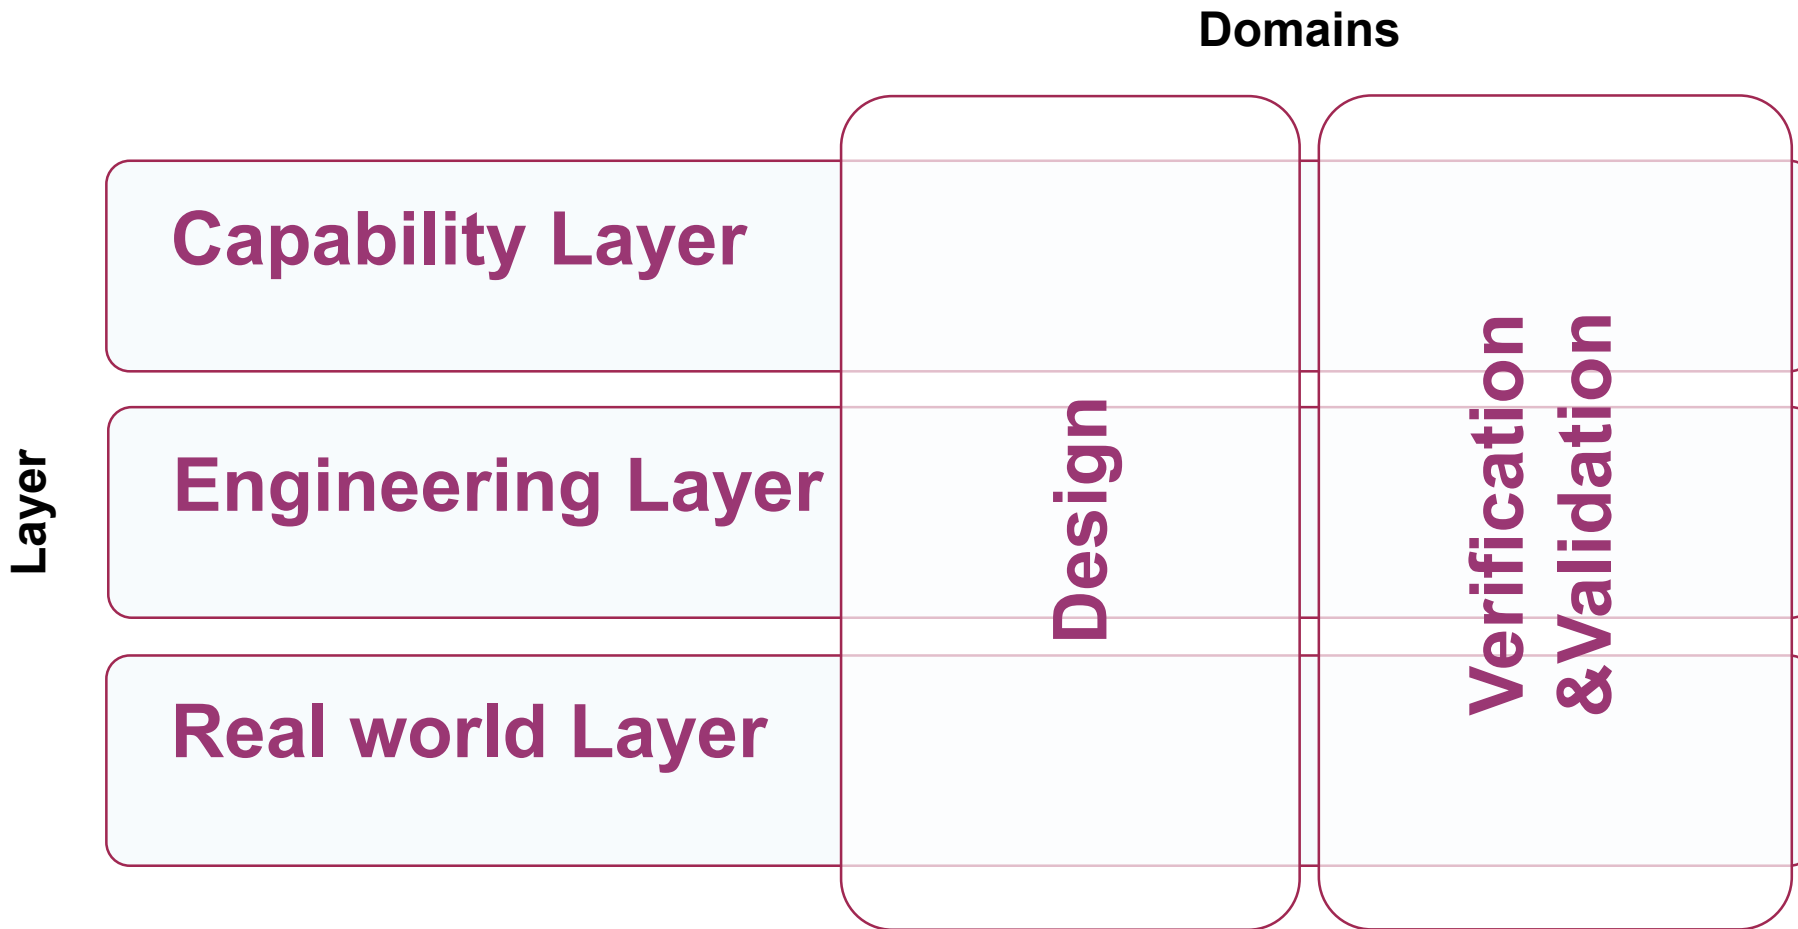 Domains
Capability Layer
Engineering Layer
Real world Layer
Layer
Design
Verification
&Validation